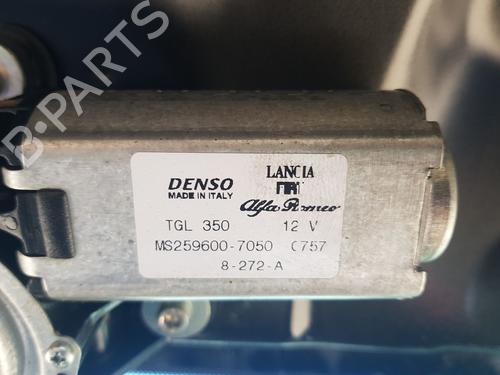 B-PARTS
DENSO
MADE IN ITALY
LANCIA
FIAT
Alfa Romeo
TGL 350 12 V
MS259600-7050 C757
8-272-A